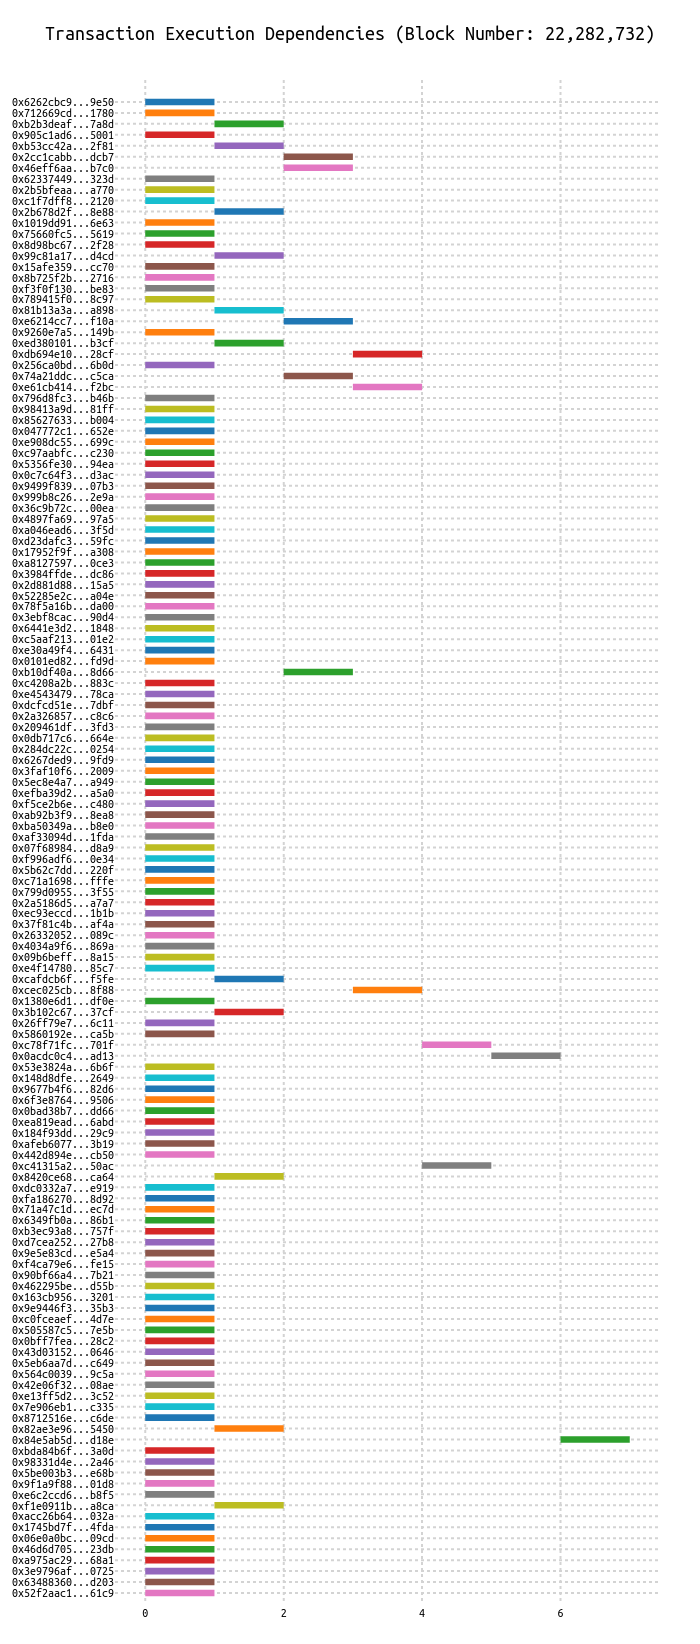 Transaction Execution Dependencies (Block Number: 22,282,732)
0x6262cbc9...9e50
0x712669cd...1780
0xb2b3deaf...7a8d
0x905c1ad6...5001
0xb53cc42a...2f81
0x2cc1cabb...dcb7
0x46eff6aa...b7c0
0x62337449...323d
0x2b5bfeaa...a770
0xc1f7dff8...2120
0x2b678d2f...8e88
0x1019dd91...6e63
0x75660fc5...5619
0x8d98bc67...2f28
0x99c81a17...d4cd
0x15afe359...cc70
0x8b725f2b...2716
0xf3f0f130...be83
0x789415f0...8c97
0x81b13a3a...a898
0xe6214cc7...f10a
0x9260e7a5...149b
0xed380101...b3cf
0xdb694e10...28cf
0x256ca0bd...6b0d
0x74a21ddc...c5ca
0xe61cb414...f2bc
0x796d8fc3...b46b
0x98413a9d...81ff
0x85627633...b004
0x047772c1...652e
0xe908dc55...699c
0xc97aabfc...c230
0x5356fe30...94ea
0x0c7c64f3...d3ac
0x9499f839...07b3
0x999b8c26...2e9a
0x36c9b72c...00ea
0x4897fa69...97a5
0xa046ead6...3f5d
0xd23dafc3...59fc
0x17952f9f...a308
0xa8127597...0ce3
0x3984ffde...dc86
0x2d881d88...15a5
0x52285e2c...a04e
0x78f5a16b...da00
0x3ebf8cac...90d4
0x6441e3d2...1848
0xc5aaf213...01e2
0xe30a49f4...6431
0x0101ed82...fd9d
0xb10df40a...8d66
0xc4208a2b...883c
0xe4543479...78ca
0xdcfcd51e...7dbf
0x2a326857...c8c6
0x209461df...3fd3
0x0db717c6...664e
0x284dc22c...0254
0x6267ded9...9fd9
0x3faf10f6...2009
0x5ec8e4a7...a949
0xefba39d2...a5a0
0xf5ce2b6e...c480
0xab92b3f9...8ea8
0xba50349a...b8e0
0xaf33094d...1fda
0x07f68984...d8a9
0xf996adf6...0e34
0x5b62c7dd...220f
0xc71a1698...fffe
0x799d0955...3f55
0x2a5186d5...a7a7
0xec93eccd...1b1b
0x37f81c4b...af4a
0x26332052...089c
0x4034a9f6...869a
0x09b6beff...8a15
0xe4f14780...85c7
0xcafdcb6f...f5fe
0xcec025cb...8f88
0x1380e6d1...df0e
0x3b102c67...37cf
0x26ff79e7...6c11
0x5860192e...ca5b
0xc78f71fc...701f
0x0acdc0c4...ad13
0x53e3824a...6b6f
0x148d8dfe...2649
0x9677b4f6...82d6
0x6f3e8764...9506
0x0bad38b7...dd66
0xea819ead...6abd
0x184f93dd...29c9
0xafeb6077...3b19
0x442d894e...cb50
0xc41315a2...50ac
0x8420ce68...ca64
0xdc0332a7...e919
0xfa186270...8d92
0x71a47c1d...ec7d
0x6349fb0a...86b1
0xb3ec93a8...757f
0xd7cea252...27b8
0x9e5e83cd...e5a4
0xf4ca79e6...fe15
0x90bf66a4...7b21
0x462295be...d55b
0x163cb956...3201
0x9e9446f3...35b3
0xc0fceaef...4d7e
0x505587c5...7e5b
0x0bff7fea...28c2
0x43d03152...0646
0x5eb6aa7d...c649
0x564c0039...9c5a
0x42e06f32...08ae
0xe13ff5d2...3c52
0x7e906eb1...c335
0x8712516e...c6de
0x82ae3e96...5450
0x84e5ab5d...d18e
0xbda84b6f...3a0d
0x98331d4e...2a46
0x5be003b3...e68b
0x9f1a9f88...01d8
0xe6c2ccd6...b8f5
0xf1e0911b...a8ca
0xacc26b64...032a
0x1745bd7f...4fda
0x06e0a0bc...09cd
0x46d6d705...23db
0xa975ac29...68a1
0x3e9796af...0725
0x63488360...d203
0x52f2aac1...61c9
0 2 4 6